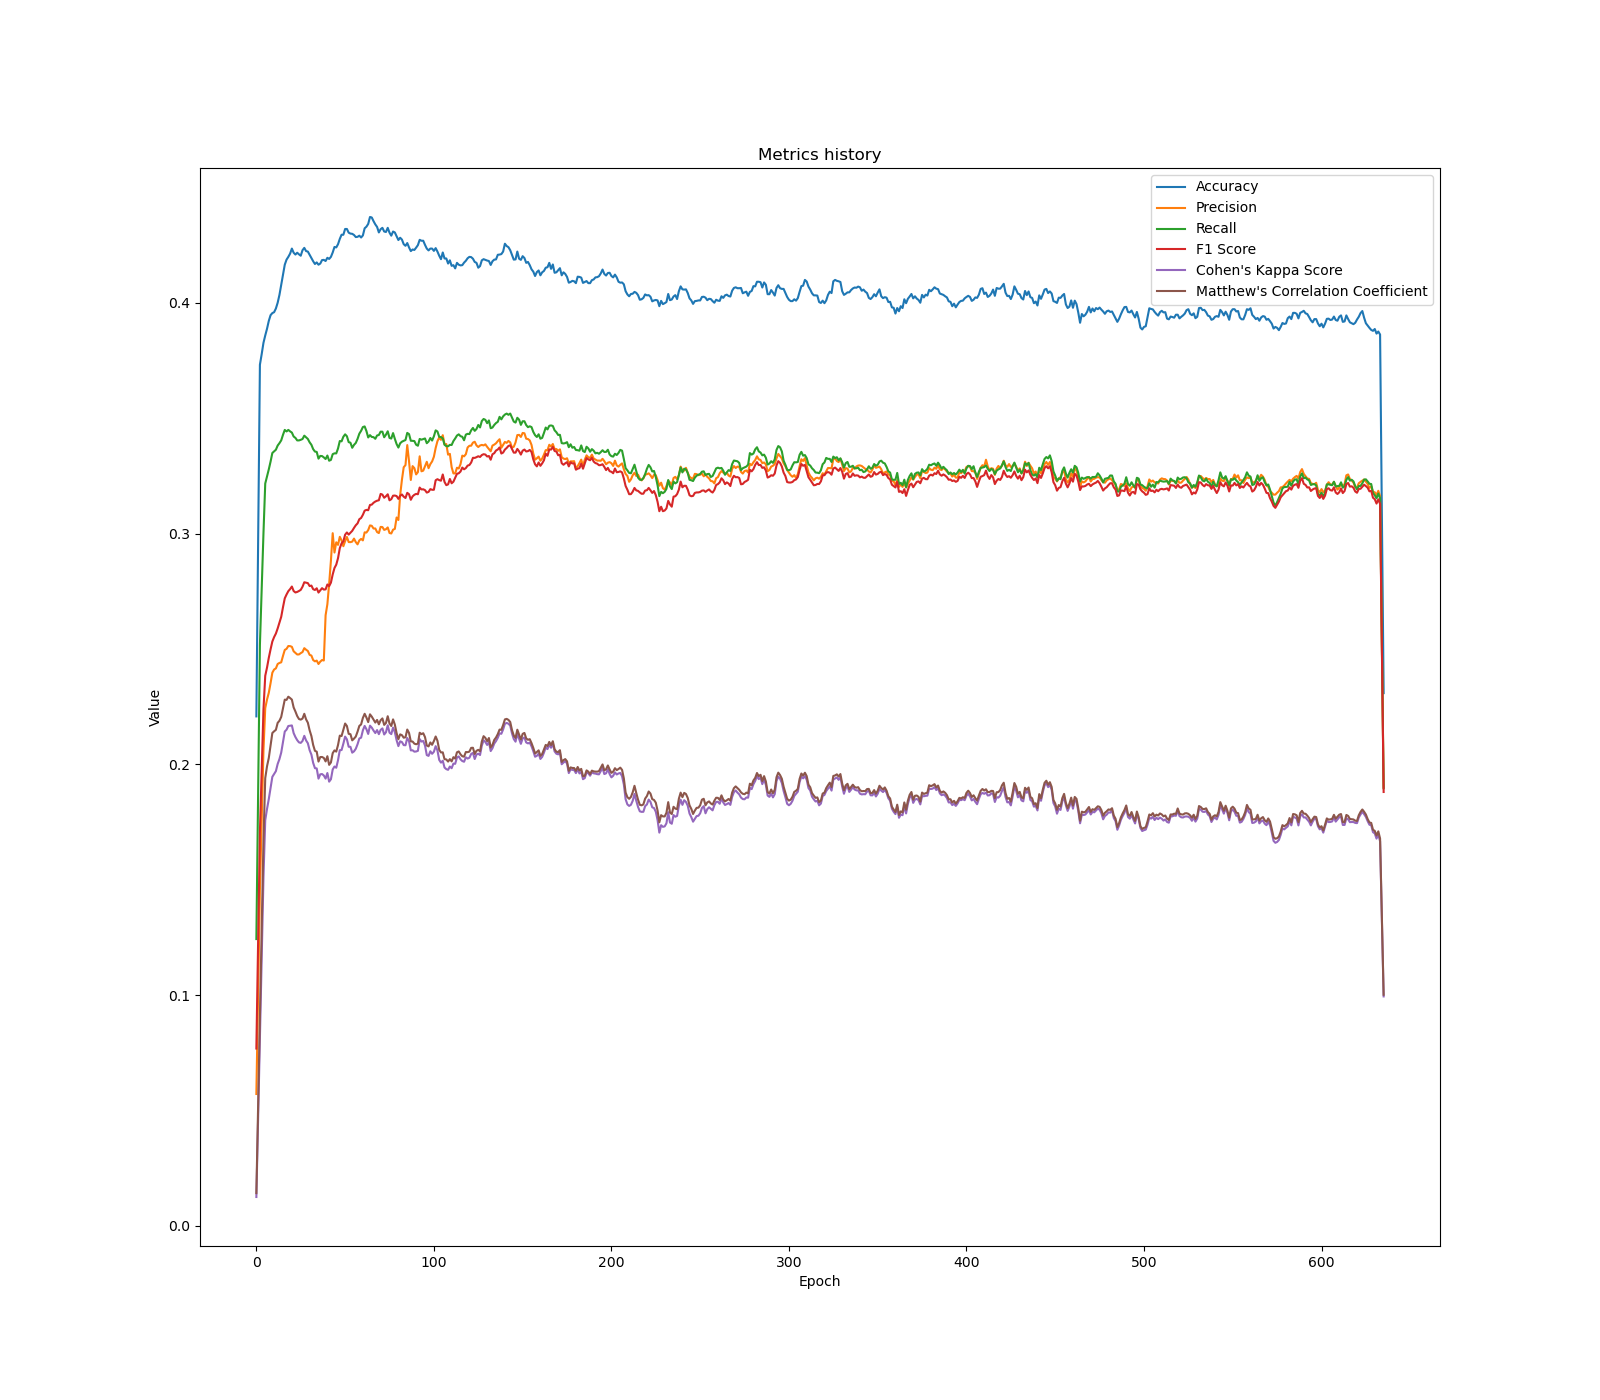 Metrics history
Accuracy
Precision
Recall
F1 Score
Cohen's Kappa Score
Matthew's Correlation Coefficient
0.4
0.3
0.2
0.1
0.0
Value
0 100 200 300 400 500 600
Epoch